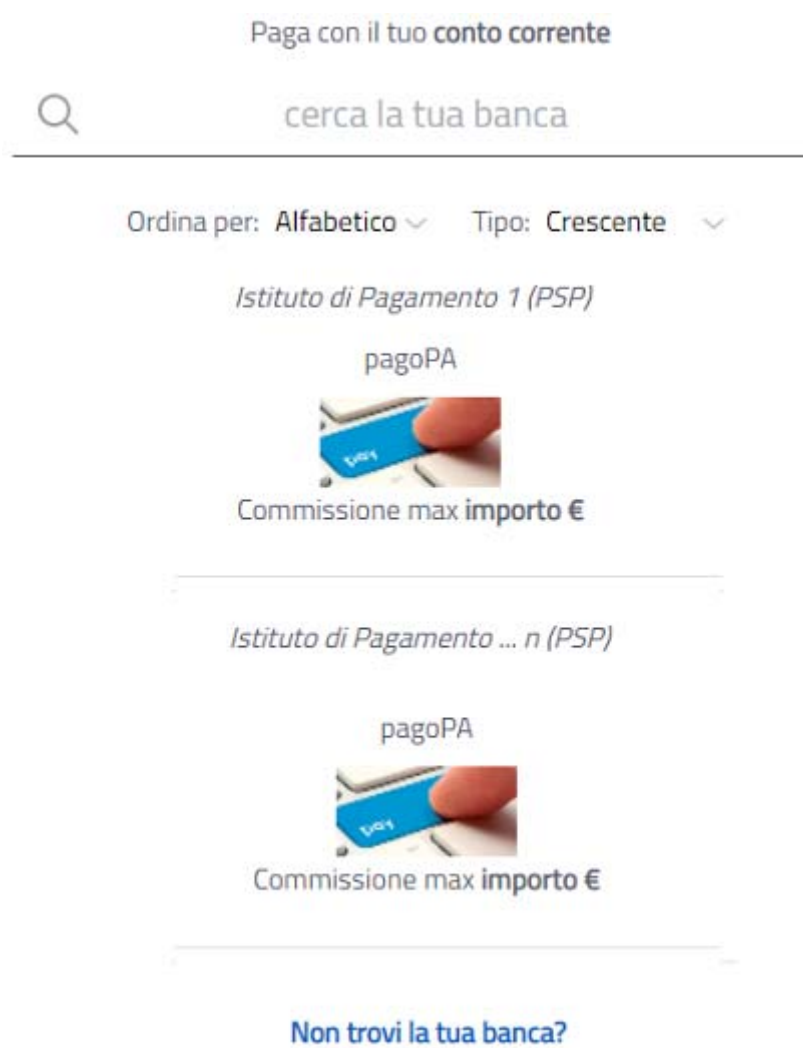 Paga con il tuo conto corrente
cerca la tua banca
Ordina per: Alfabetico Tipo: Crescente
Istituto di Pagamento 1 (PSP)
pagoPA
pay
Commissione max importo €
Istituto di Pagamento ... n (PSP)
pagoPA
pay
Commissione max importo €
Non trovi la tua banca?